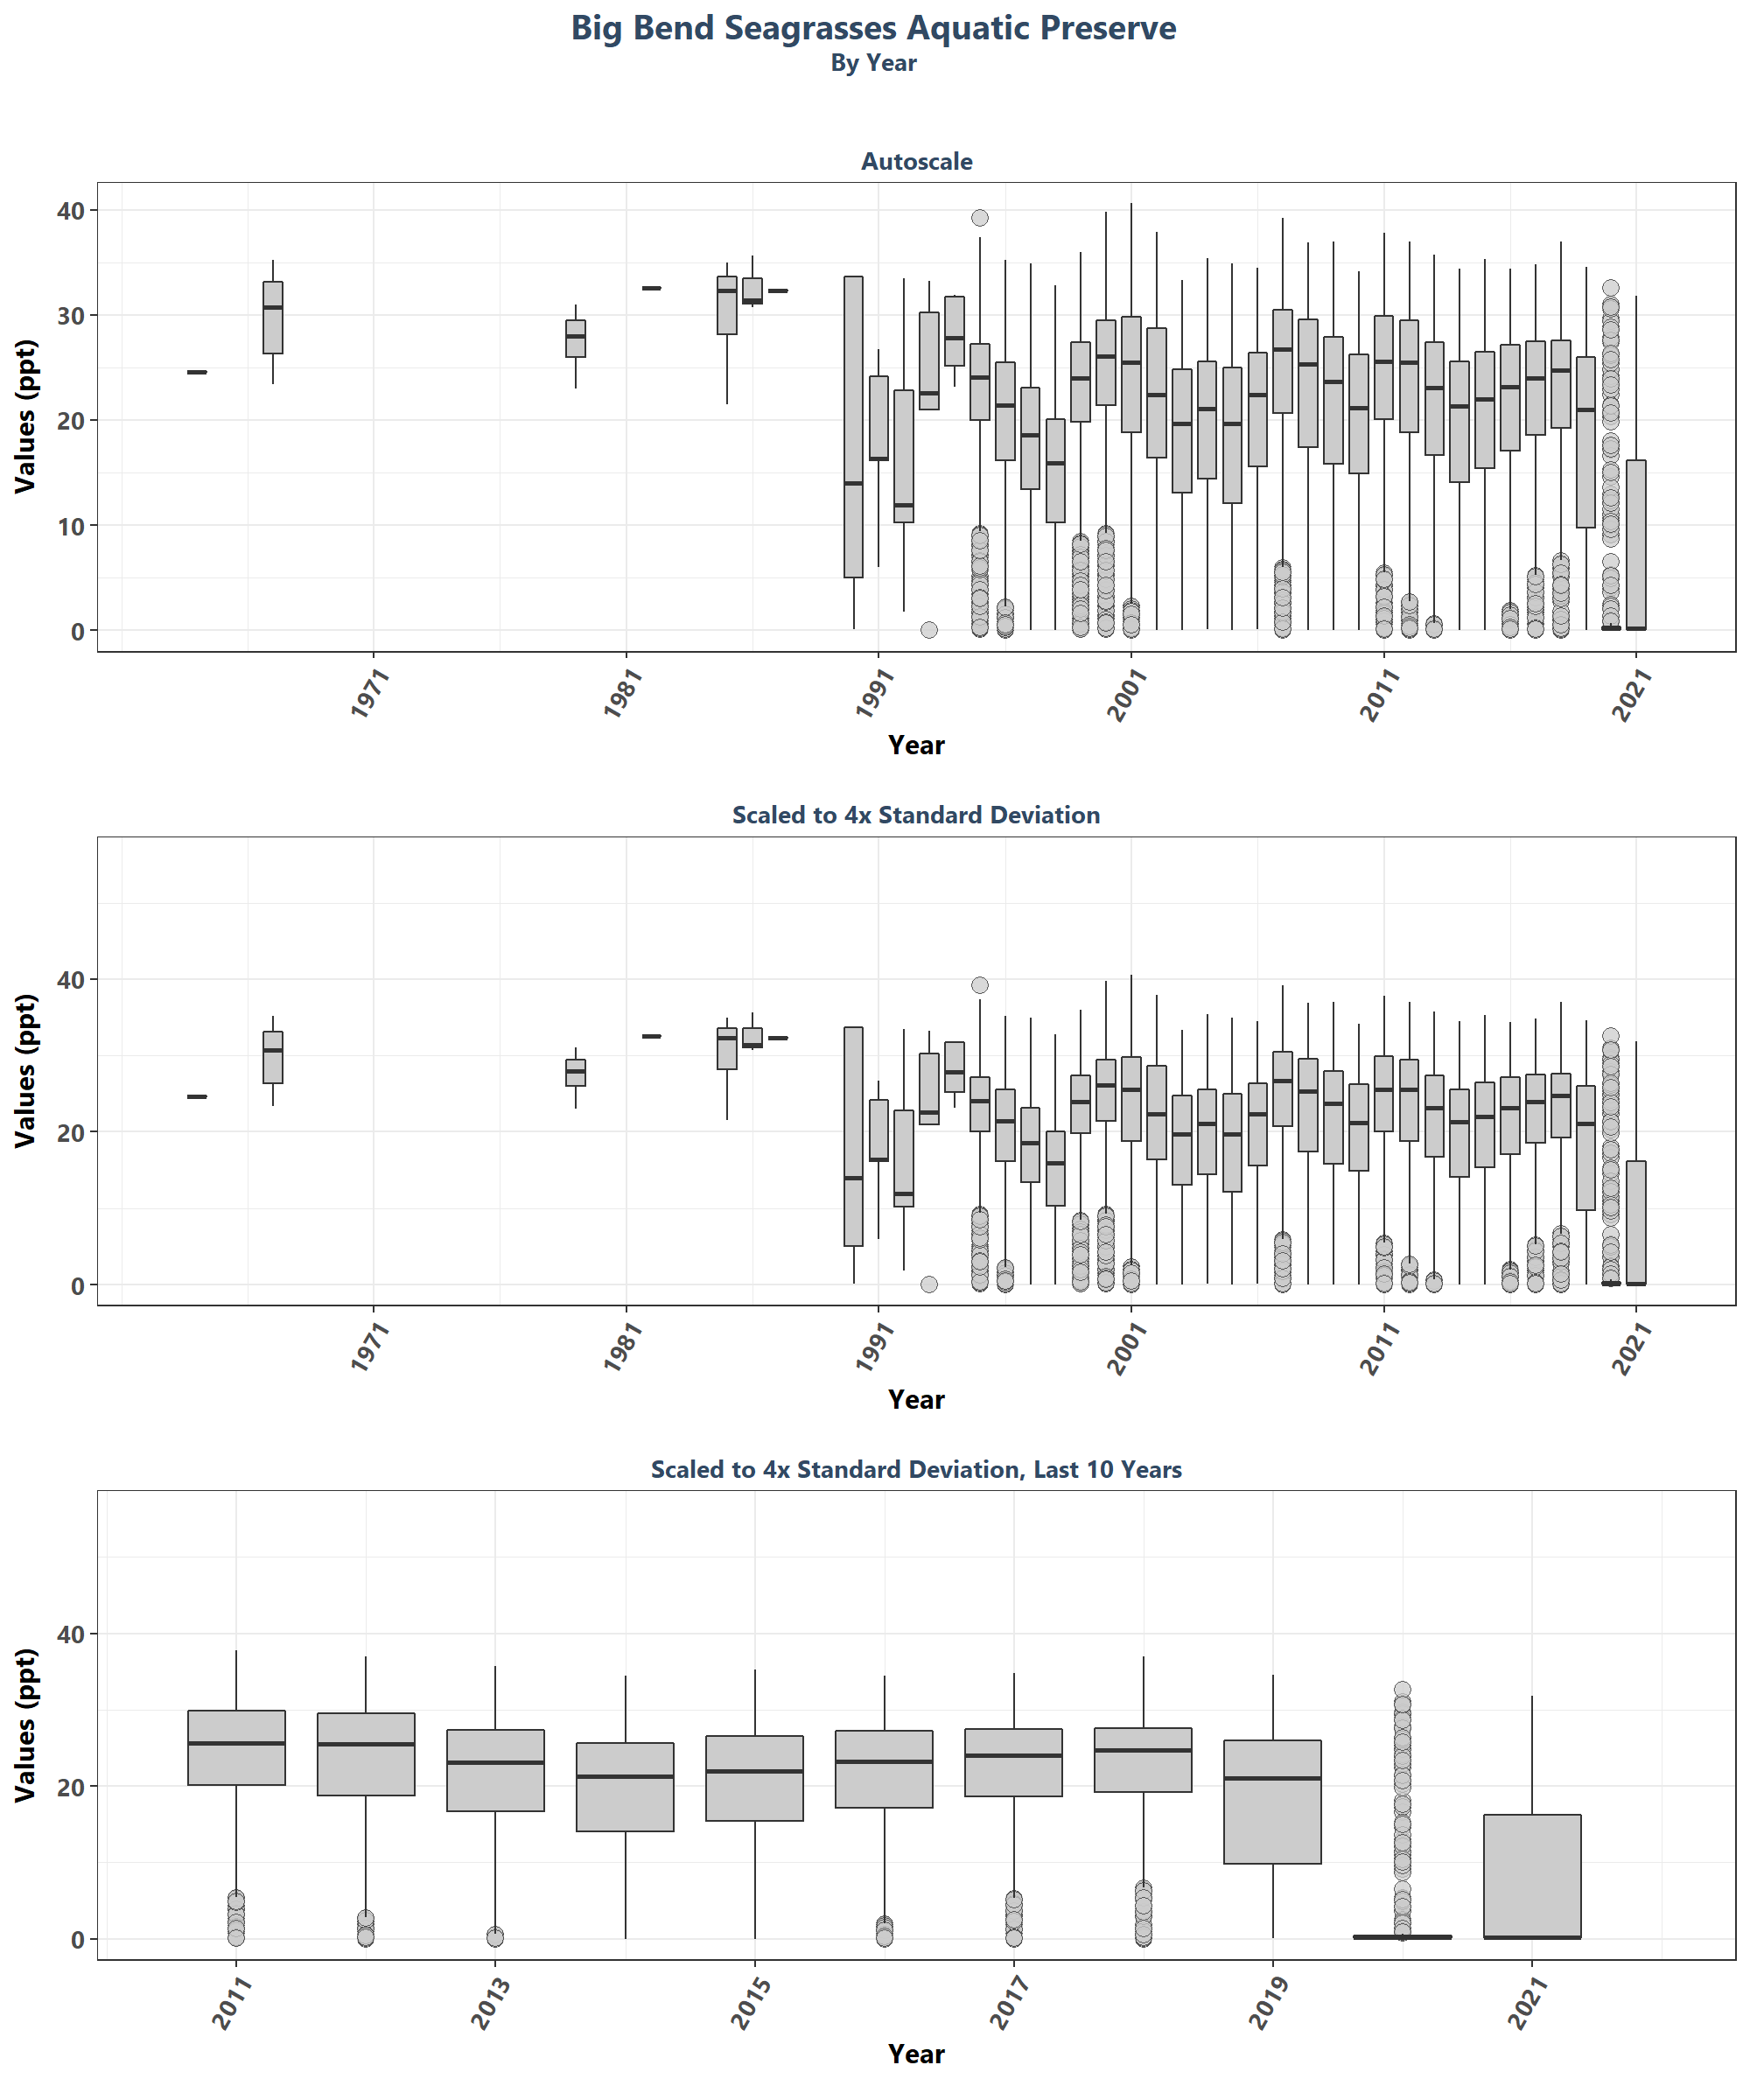 Big Bend Seagrasses Aquatic Preserve
By Year
Autoscale
Values (ppt)
40
30
20
10
0
1971
1981
1991
2001
2011
2021
Year
Scaled to 4x Standard Deviation
Values (ppt)
40
20
0
1971
1981
1991
2001
2011
2021
Year
Scaled to 4x Standard Deviation, Last 10 Years
Values (ppt)
40
20
0
2011
2013
2015
2017
2019
2021
Year